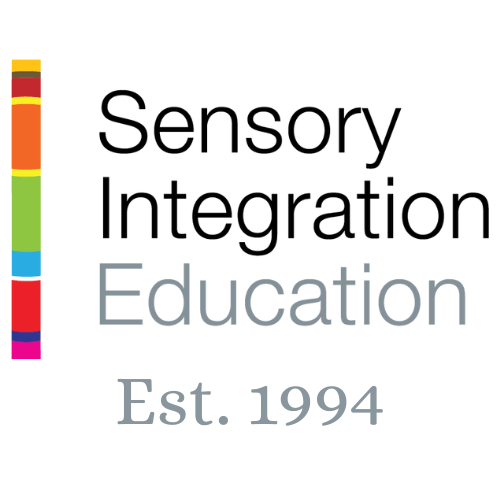 Sensory
Integration
Education
Est. 1994